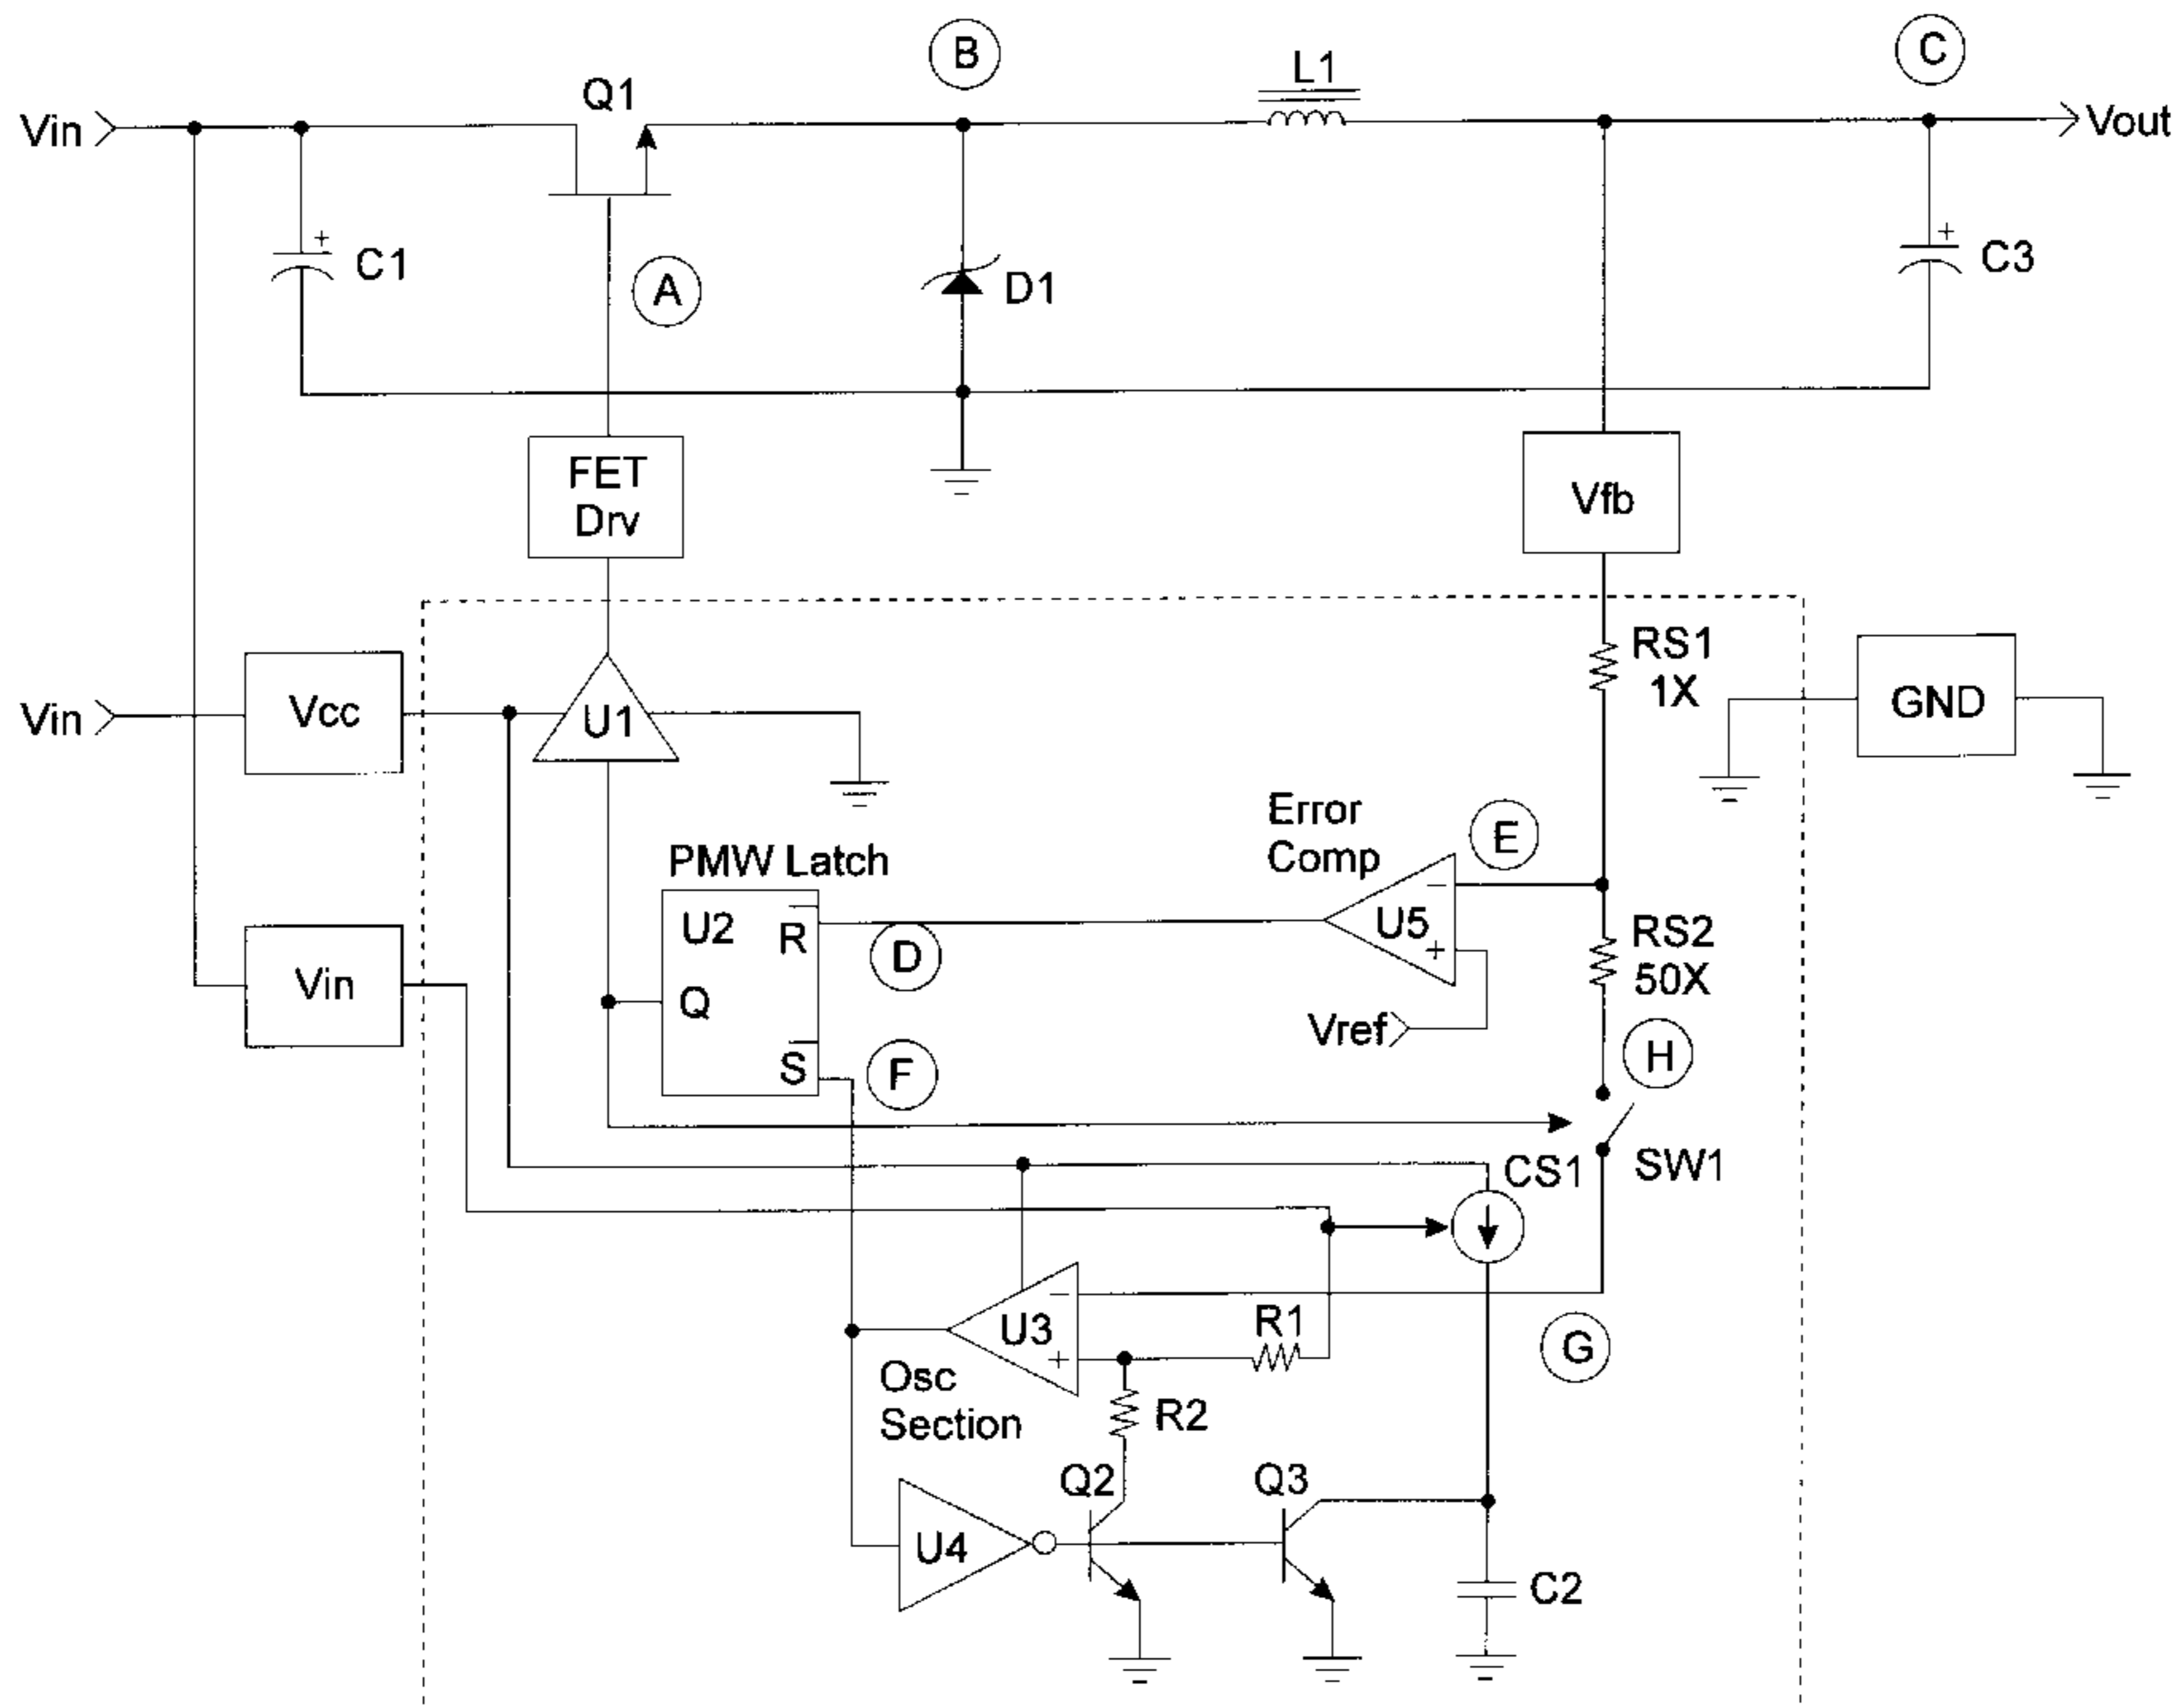 B
C
L1
Q1
Vin
Vout
+
C1
A
D1
+
C3
FET
Drv
Vfb
RS1
1X
Vin
Vcc
U1
GND
Error
Comp
E
PMW Latch
U2
R
D
U5
−
+
RS2
50X
Vin
Q
Vref
S
F
H
CS1
SW1
−
U3
+
R1
G
Osc
Section
R2
Q2
Q3
U4
C2